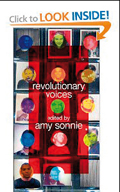 Click to LOOK INSIDE!
revolutionary
voices
edited by
amy sonnie